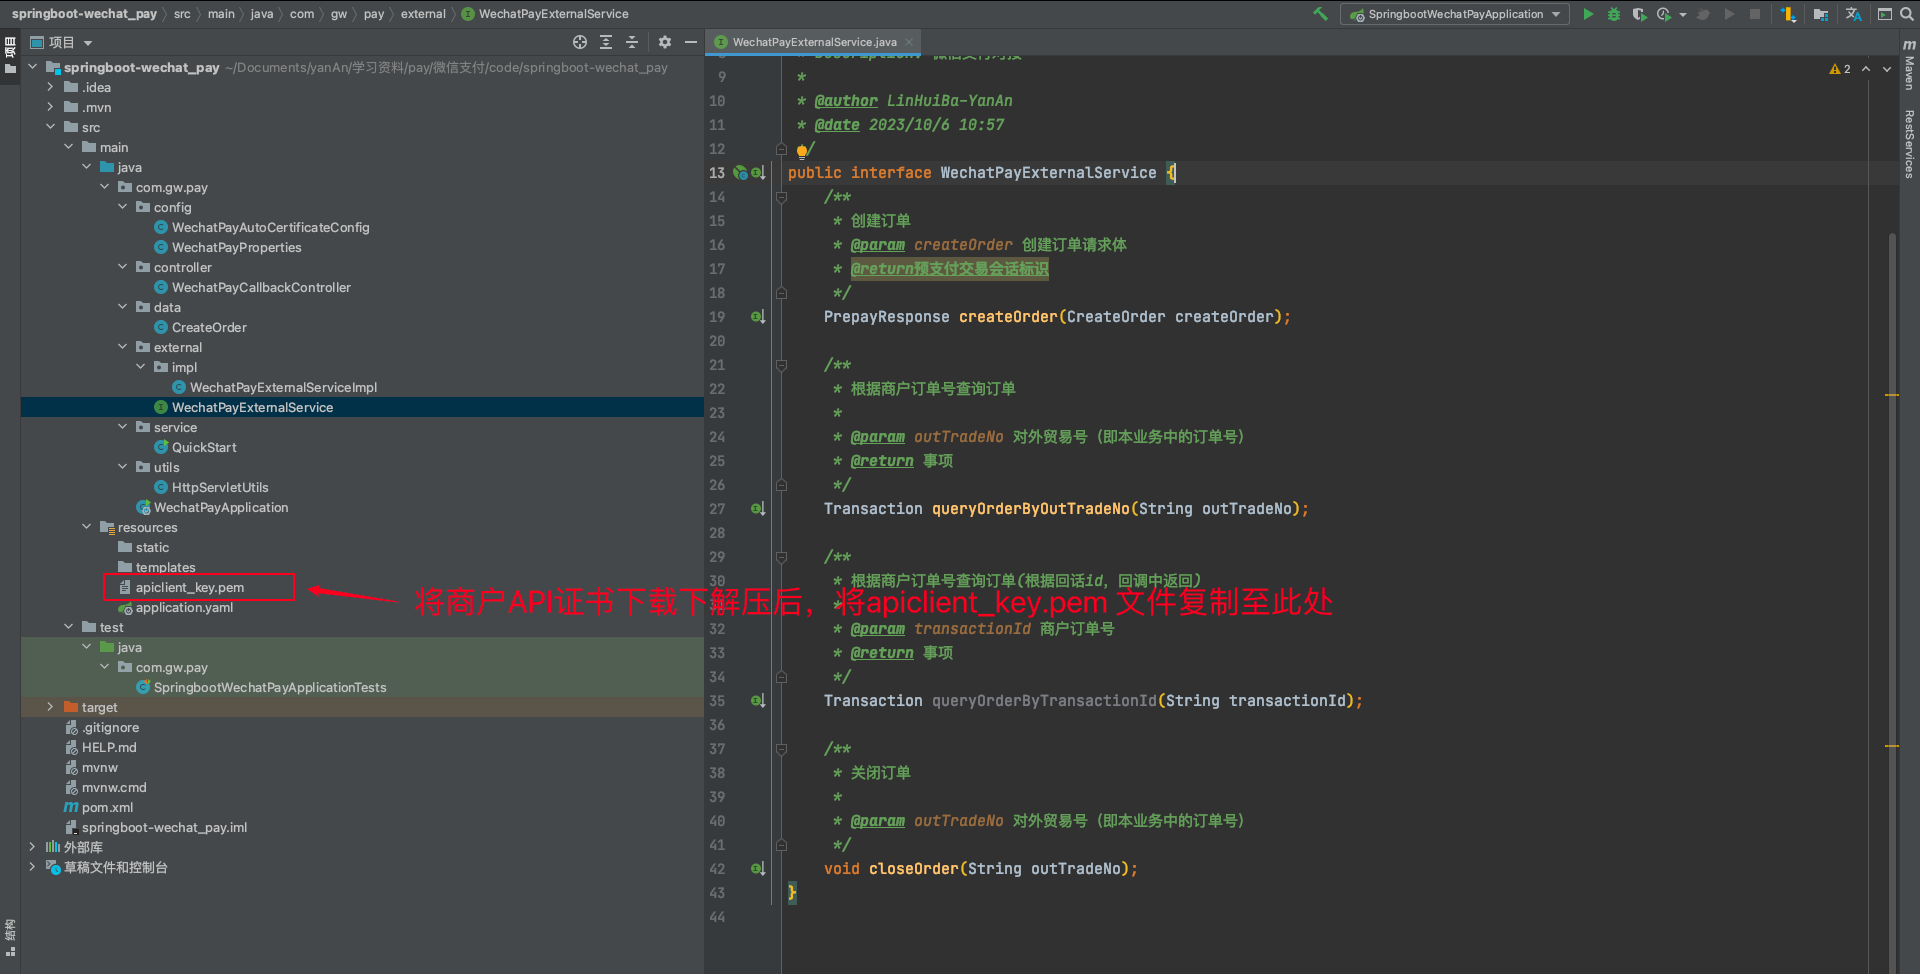 springboot-wechat_pay 〉 src 〉 main 〉 java 〉 com 〉 gw 〉 pay 〉 external 〉 WechatPayExternalService
SpringbootWechatPayApplication
项目
项目
WechatPayExternalService.java
springboot-wechat_pay ~/Documents/yanAn/学习资料/pay/微信支付/code/springboot-wechat_pay
.idea
.mvn
src
main
java
com.gw.pay
config
WechatPayAutoCertificateConfig
WechatPayProperties
controller
WechatPayCallbackController
data
CreateOrder
external
impl
WechatPayExternalServiceImpl
WechatPayExternalService
service
QuickStart
utils
HttpServletUtils
WechatPayApplication
resources
static
templates
apiclient_key.pem
application.yaml
test
java
com.gw.pay
SpringbootWechatPayApplicationTests
target
.gitignore
HELP.md
mvnw
mvnw.cmd
pom.xml
springboot-wechat_pay.iml
外部库
草稿文件和控制台
结构
将商户API证书下载下解压后，将apiclient_key.pem 文件复制至此处
9 *
10 * @author LinHuiBa-YanAn
11 * @date 2023/10/6 10:57
12 */
13 public interface WechatPayExternalService {
14 /**
15 * 创建订单
16 * @param createOrder 创建订单请求体
17 * @return预支付交易会话标识
18 */
19 PrepayResponse createOrder(CreateOrder createOrder);
20
21 /**
22 * 根据商户订单号查询订单
23 *
24 * @param outTradeNo 对外贸易号（即本业务中的订单号）
25 * @return 事项
26 */
27 Transaction queryOrderByOutTradeNo(String outTradeNo);
28
29 /**
30 * 根据商户订单号查询订单(根据回话id, 回调中返回)
32 * @param transactionId 商户订单号
33 * @return 事项
34 */
35 Transaction queryOrderByTransactionId(String transactionId);
36
37 /**
38 * 关闭订单
39 *
40 * @param outTradeNo 对外贸易号（即本业务中的订单号）
41 */
42 void closeOrder(String outTradeNo);
43 }
44
2
Maven
RestServices